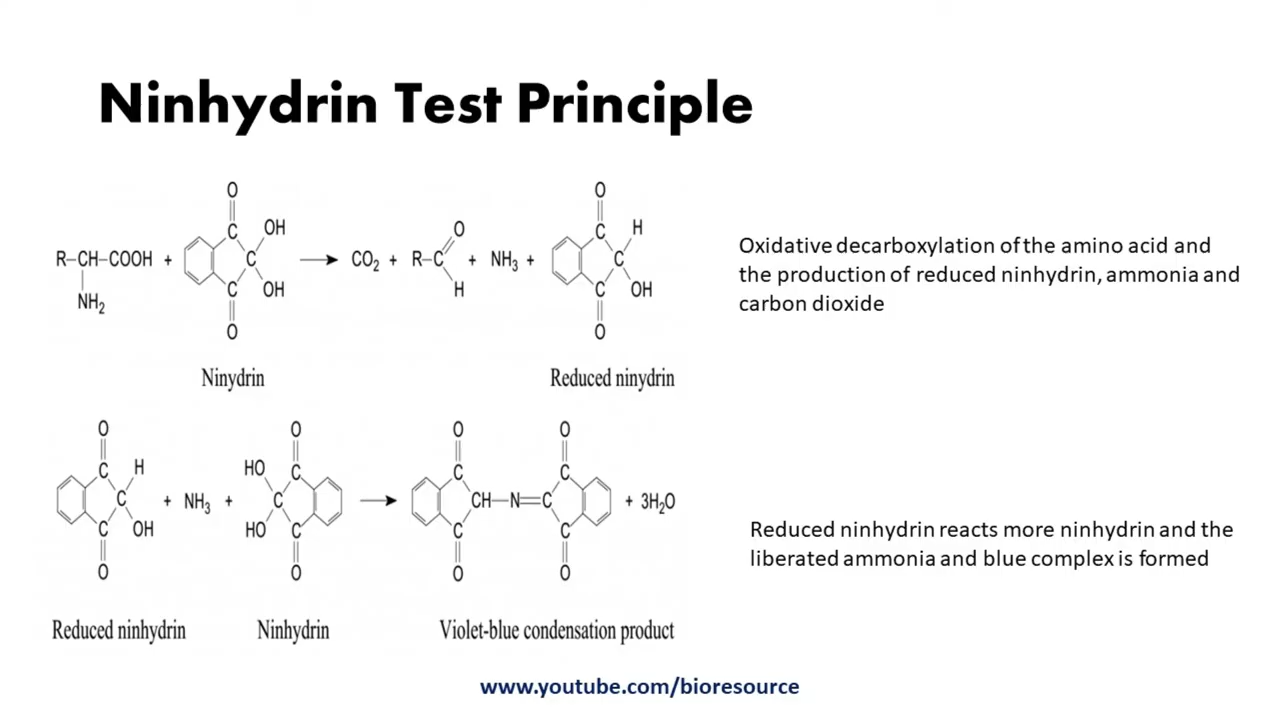 Ninhydrin Test Principle
R–CH–COOH + 
NH₂
O
C
OH
C
OH
C
O
→ CO₂ + R–C
O
H
+ NH₃ +
O
C
H
C
OH
C
O
Oxidative decarboxylation of the amino acid and
the production of reduced ninhydrin, ammonia and
carbon dioxide
Ninydrin
Reduced ninydrin
O
C
H
C
OH
C
O
+ NH₃ +
O
HO
C
C
HO
C
O
→
O
O
C
C
CH–N=C
C
C
O
O
+ 3H₂O
Reduced ninhydrin reacts more ninhydrin and the
liberated ammonia and blue complex is formed
Reduced ninhydrin
Ninhydrin
Violet-blue condensation product
www.youtube.com/bioresource